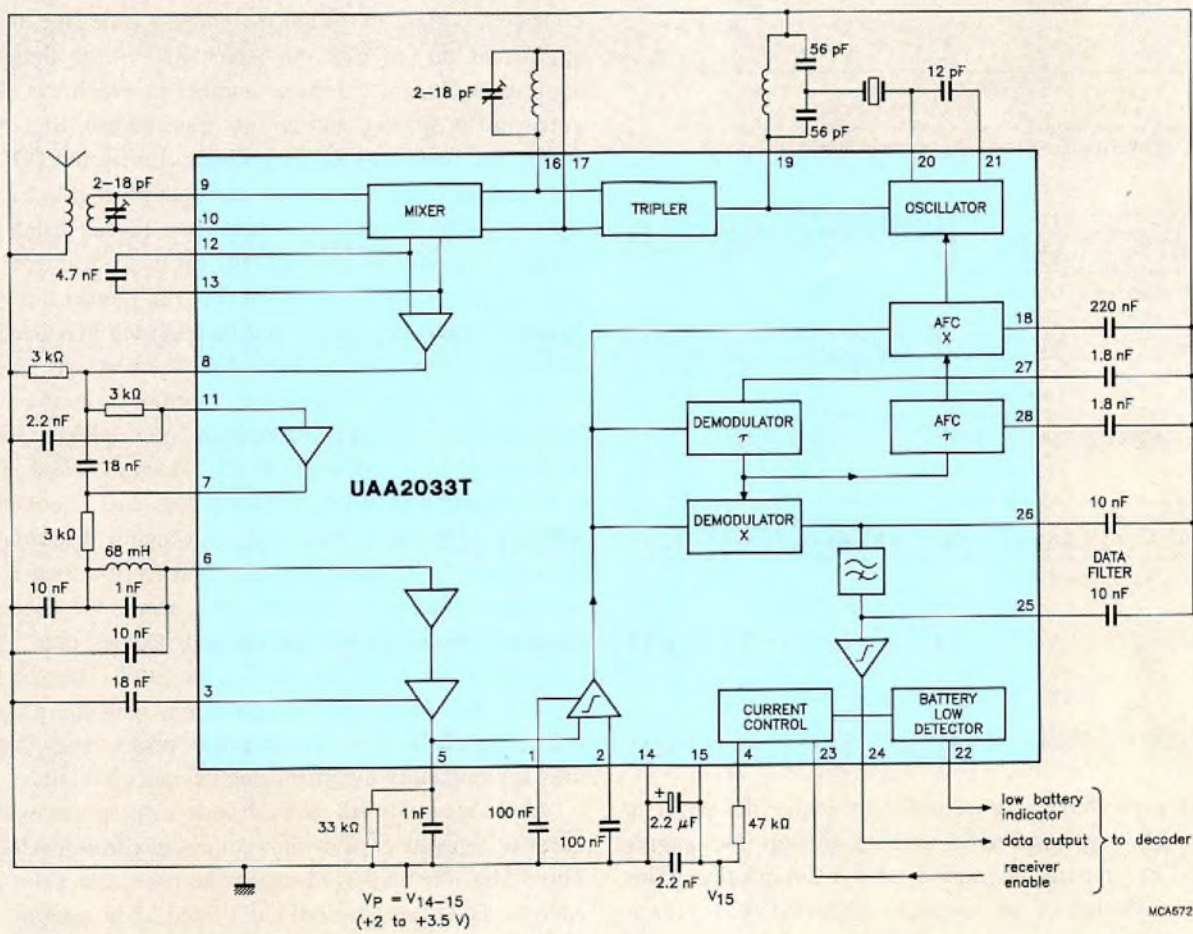 56 pF
2–18 pF
12 pF
56 pF
16 17
19
20
21
2–18 pF
9
MIXER
TRIPLER
OSCILLATOR
10
12
4.7 nF
13
220 nF
AFC
X
18
3 kΩ
8
1.8 nF
27
3 kΩ
11
DEMODULATOR
τ
AFC
τ
28
1.8 nF
2.2 nF
18 nF
UAA2033T
7
10 nF
DEMODULATOR
X
26
3 kΩ
68 mH
6
DATA
FILTER
10 nF
1 nF
10 nF
25
10 nF
18 nF
3
CURRENT
CONTROL
BATTERY
LOW
DETECTOR
5
1
2
14
15
4
23
24
22
33 kΩ
1 nF
100 nF
100 nF
2.2 μF
+
47 kΩ
low battery
indicator
data output
to decoder
receiver
enable
2.2 nF
V15
VP = V14–15
(+2 to +3.5 V)
MCA572